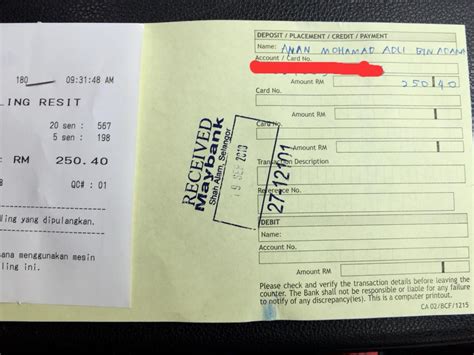 180
09:31:48 AM
LING RESIT
20 sen : 567
5 sen : 198
RM 250.40
QC# : 01
ling yang dipulangkan.
ana menggunakan mesin
ling ini.
RECEIVED
Maybank
Shah Alam, Selangor
27-12101
DEPOSIT / PLACEMENT / CREDIT / PAYMENT
Name: AMAN MOHAMAD ADLI BIN ADANA
Account / Card No.
Amount RM 250 40
Card No.
Amount RM
Card No.
Amount RM
Transaction Description
Reference No.
DEBIT
Name:
Account No.
Amount RM
Please check and verify the transaction details before leaving the
counter. The Bank shall not be responsible or liable for any failure
to notify of any discrepancy(ies). This is a computer printout.
CA 02/BCF/1215